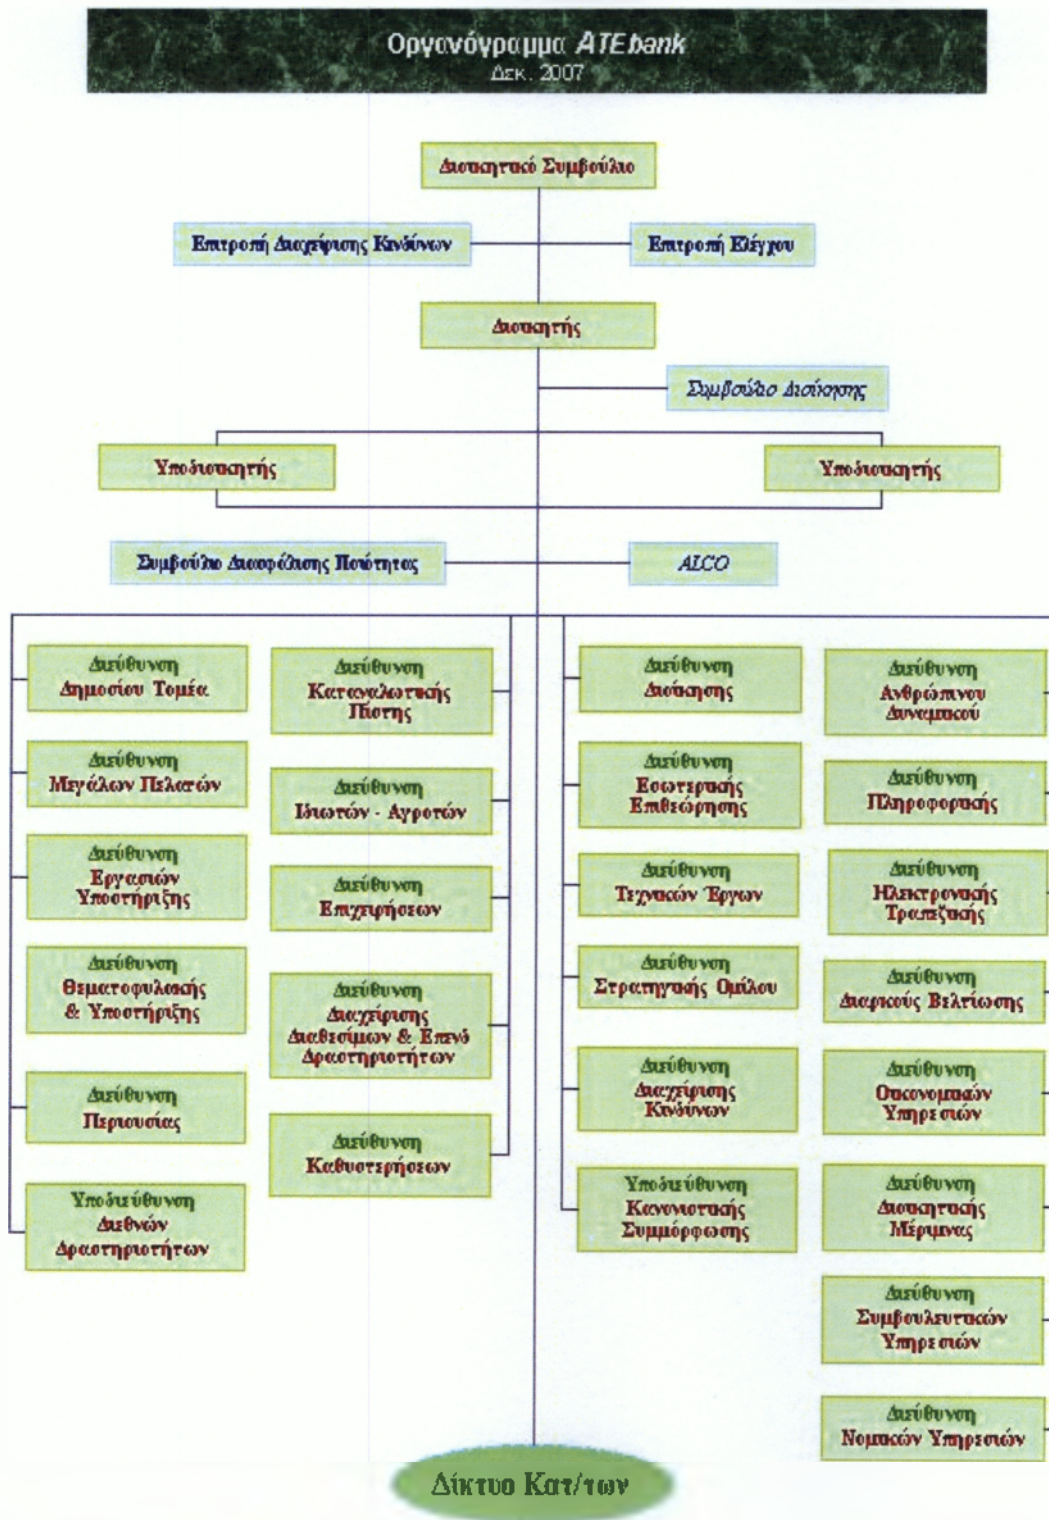 Οργανόγραμμα ATEbank
Δεκ. 2007
Διοικητικό Συμβούλιο
Επιτροπή Διαχείρισης Κινδύνων
Επιτροπή Ελέγχου
Διοικητής
Συμβούλιο Διοίκησης
Υποδιοικητής
Υποδιοικητής
Συμβούλιο Διασφάλισης Ποιότητας
ALCO
Διεύθυνση
Δημοσίου Τομέα
Διεύθυνση
Μεγάλων Πελατών
Διεύθυνση
Εργασιών
Υποστήριξης
Διεύθυνση
Θεματοφυλακής
& Υποστήριξης
Διεύθυνση
Περιουσίας
Υποδιεύθυνση
Διεθνών
Δραστηριοτήτων
Διεύθυνση
Καταναλωτικής
Πίστης
Διεύθυνση
Ιδιωτών - Αγροτών
Διεύθυνση
Επιχειρήσεων
Διεύθυνση
Διαχείρισης
Διαθεσίμων & Επενδ
Δραστηριοτήτων
Διεύθυνση
Καθυστερήσεων
Διεύθυνση
Διοίκησης
Διεύθυνση
Εσωτερικής
Επιθεώρησης
Διεύθυνση
Τεχνικών Έργων
Διεύθυνση
Στρατηγικής Ομίλου
Διεύθυνση
Διαχείρισης
Κινδύνων
Υποδιεύθυνση
Κανονιστικής
Συμμόρφωσης
Διεύθυνση
Ανθρώπινου
Δυναμικού
Διεύθυνση
Πληροφορικής
Διεύθυνση
Ηλεκτρονικής
Τραπεζικής
Διεύθυνση
Διαρκούς Βελτίωσης
Διεύθυνση
Οικονομικών
Υπηρεσιών
Διεύθυνση
Διοικητικής
Μέριμνας
Διεύθυνση
Συμβουλευτικών
Υπηρεσιών
Διεύθυνση
Νομικών Υπηρεσιών
Δίκτυο Κατ/των